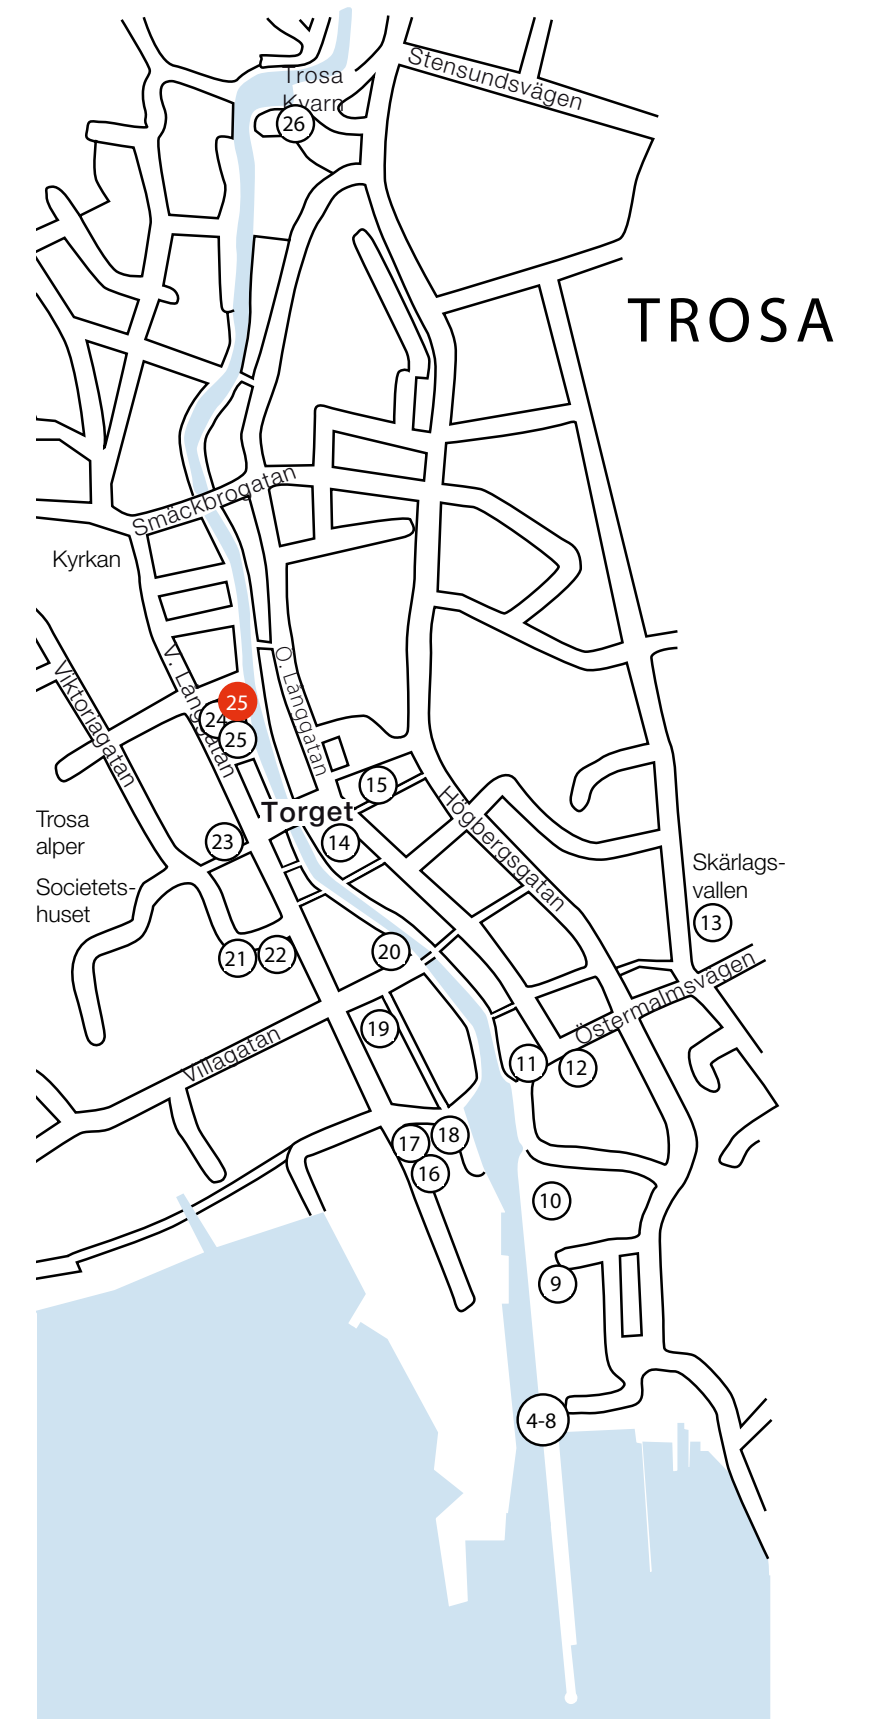 Stensundsvägen
Trosa
Kvarn
26
TROSA
Smäckbrogatan
Kyrkan
V. Långgatan
Ö. Långgatan
Viktoriagatan
25
24
25
15
Högbergsgatan
Torget
Trosa
alper
23
14
Societets-
huset
Skärlags-
vallen
13
21
22
20
Östermalmsvägen
19
Villagatan
11
12
17
18
16
10
9
4-8